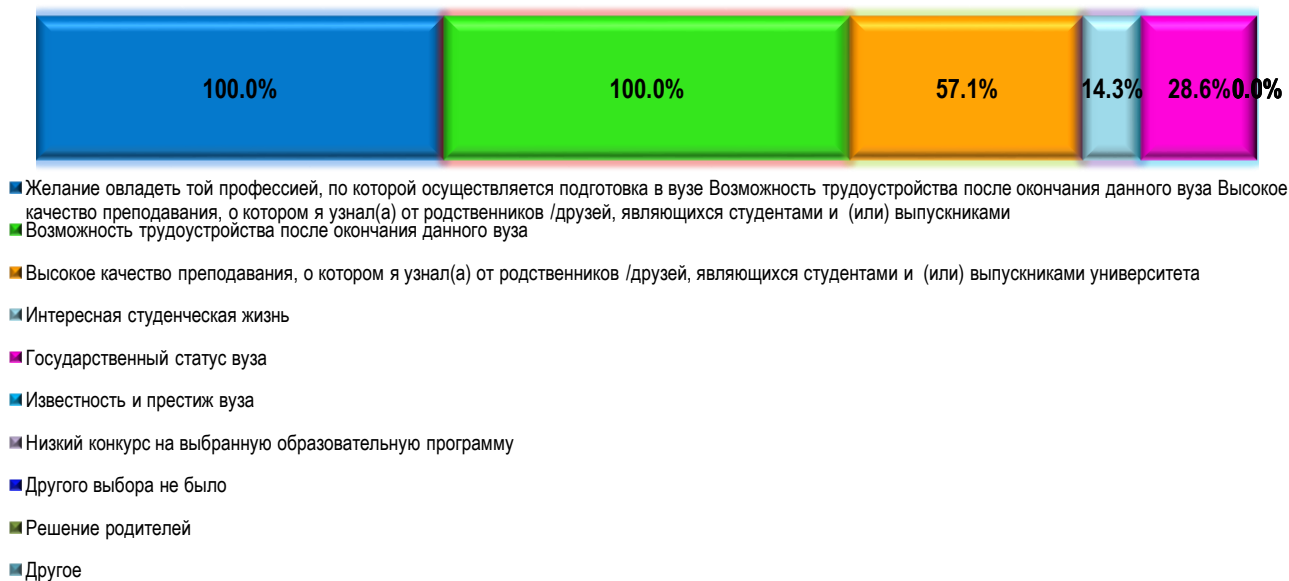 100.0% 100.0% 57.1% 14.3% 28.6% 0.0%
Желание овладеть той профессией, по которой осуществляется подготовка в вузе Возможность трудоустройства после окончания данного вуза Высокое
качество преподавания, о котором я узнал(а) от родственников /друзей, являющихся студентами и (или) выпускниками
Возможность трудоустройства после окончания данного вуза
Высокое качество преподавания, о котором я узнал(а) от родственников /друзей, являющихся студентами и (или) выпускниками университета
Интересная студенческая жизнь
Государственный статус вуза
Известность и престиж вуза
Низкий конкурс на выбранную образовательную программу
Другого выбора не было
Решение родителей
Другое